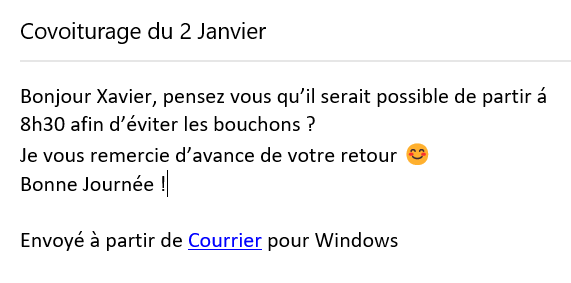 Covoiturage du 2 Janvier
Bonjour Xavier, pensez vous qu’il serait possible de partir á
8h30 afin d’éviter les bouchons ?
Je vous remercie d’avance de votre retour 😊
Bonne Journée !
Envoyé à partir de Courrier pour Windows